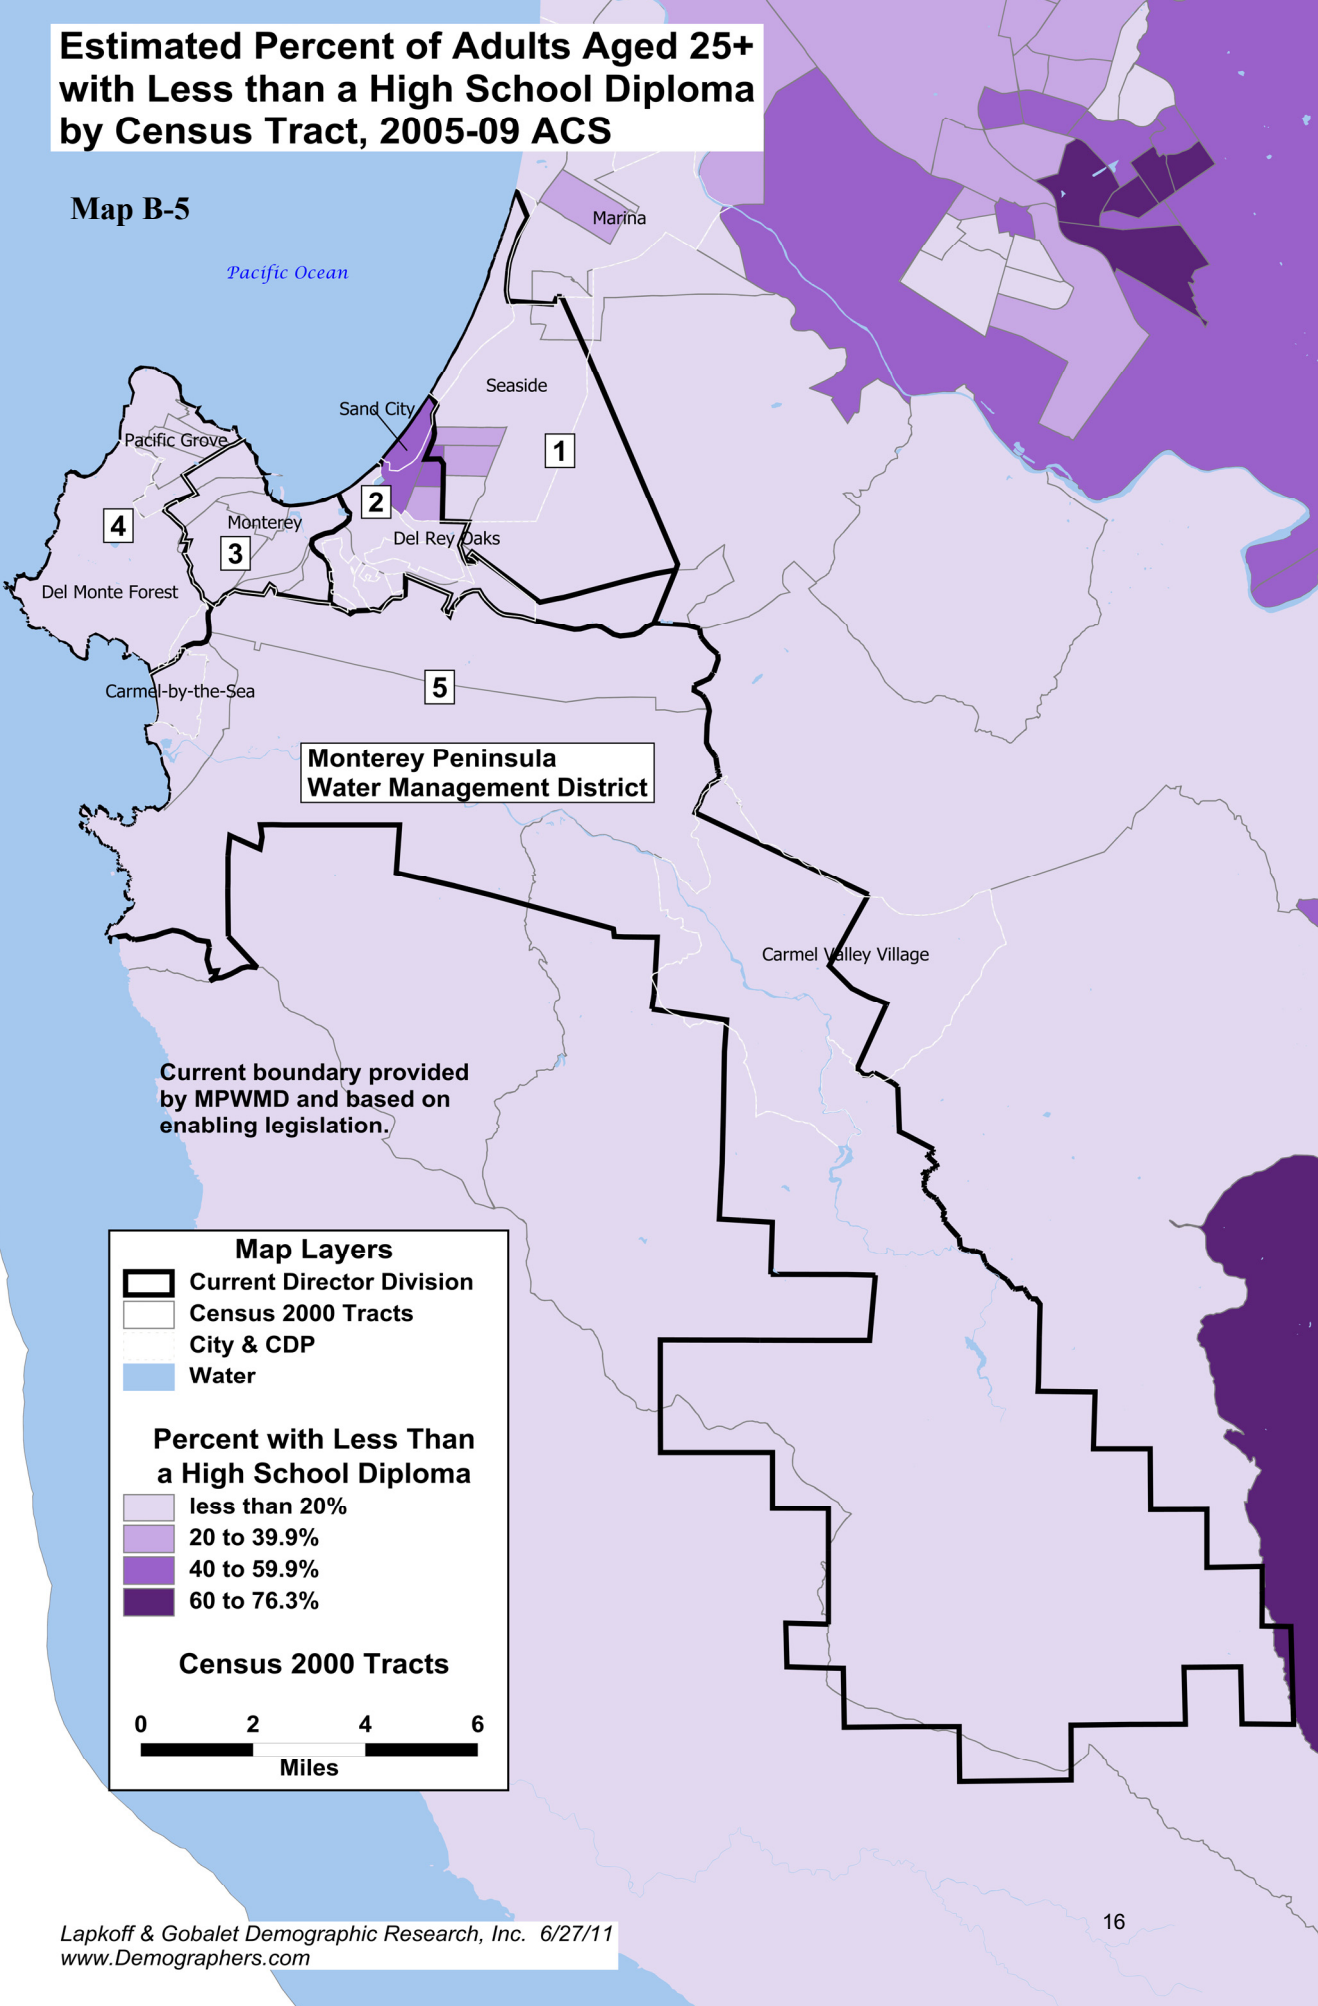 Estimated Percent of Adults Aged 25+
with Less than a High School Diploma
by Census Tract, 2005-09 ACS
Map B-5
Pacific Ocean
Marina
Seaside
Sand City
1
Pacific Grove
2
4
Monterey
3
Del Rey Oaks
Del Monte Forest
5
Carmel-by-the-Sea
Monterey Peninsula
Water Management District
Carmel Valley Village
Current boundary provided
by MPWMD and based on
enabling legislation.
Map Layers
Current Director Division
Census 2000 Tracts
City & CDP
Water
Percent with Less Than
a High School Diploma
less than 20%
20 to 39.9%
40 to 59.9%
60 to 76.3%
Census 2000 Tracts
0 2 4 6
Miles
16
Lapkoff & Gobalet Demographic Research, Inc. 6/27/11
www.Demographers.com